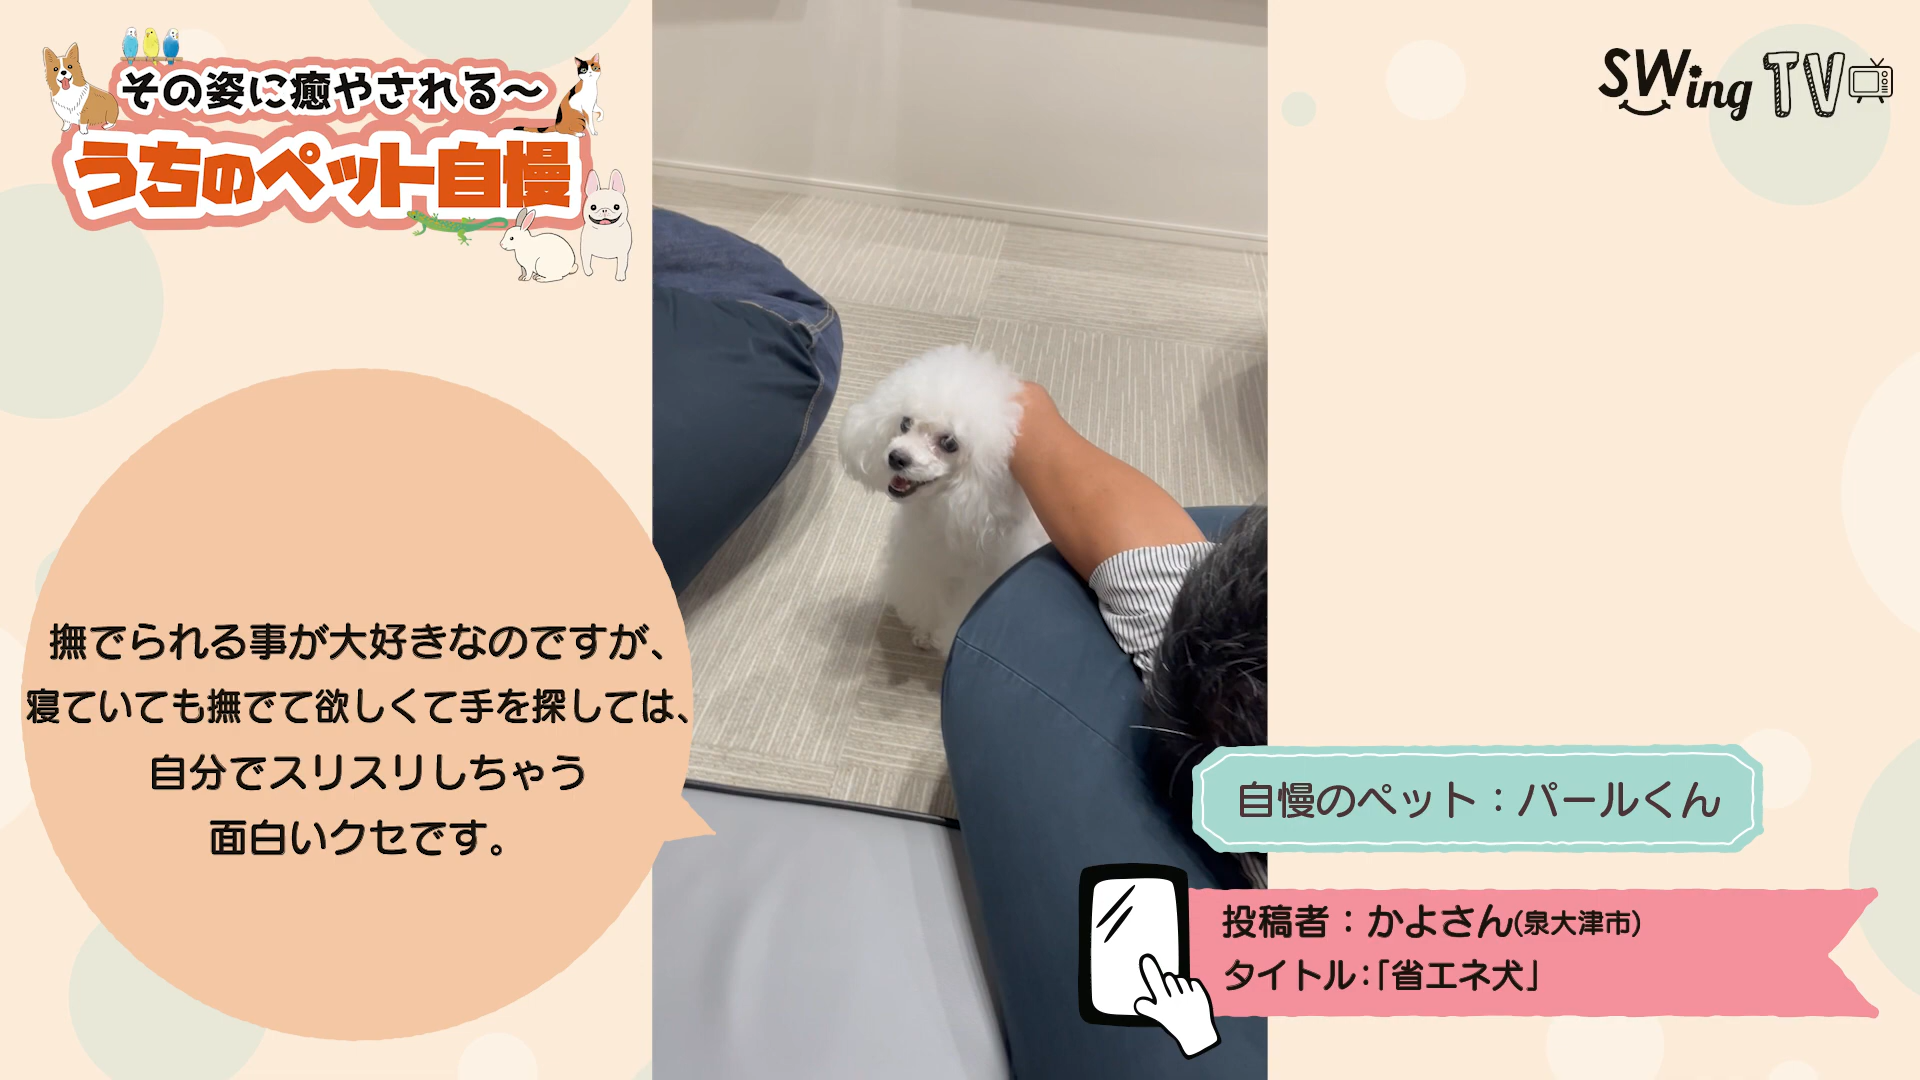 その姿に癒やされる～
うちのペット自慢
SWing TV
撫でられる事が大好きなのですが、
寝ていても撫でて欲しくて手を探しては、
自分でスリスリしちゃう
面白いクセです。
自慢のペット：パールくん
投稿者：かよさん(泉大津市)
タイトル：「省エネ犬」